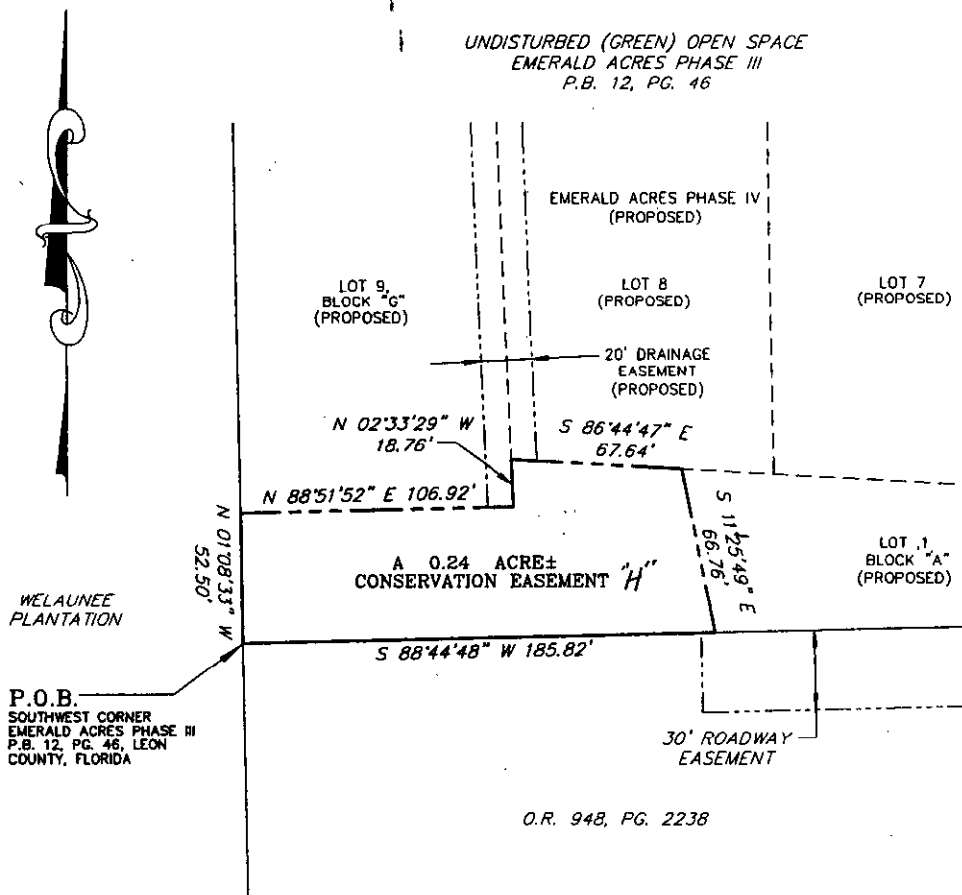 UNDISTURBED (GREEN) OPEN SPACE
EMERALD ACRES PHASE III
P.B. 12, PG. 46
EMERALD ACRES PHASE IV
(PROPOSED)
LOT 9,
BLOCK "G"
(PROPOSED)
LOT 8
(PROPOSED)
LOT 7
(PROPOSED)
20' DRAINAGE
EASEMENT
(PROPOSED)
N 02°33'29" W
18.76'
S 86°44'47" E
67.64'
N 88°51'52" E 106.92'
N 01°08'33" W
52.50'
S 11°25'49" E
66.76'
A 0.24 ACRE±
CONSERVATION EASEMENT "H"
LOT 1
BLOCK "A"
(PROPOSED)
WELAUNEE
PLANTATION
S 88°44'48" W 185.82'
P.O.B.
SOUTHWEST CORNER
EMERALD ACRES PHASE III
P.B. 12, PG. 46, LEON
COUNTY, FLORIDA
30' ROADWAY
EASEMENT
O.R. 948, PG. 2238